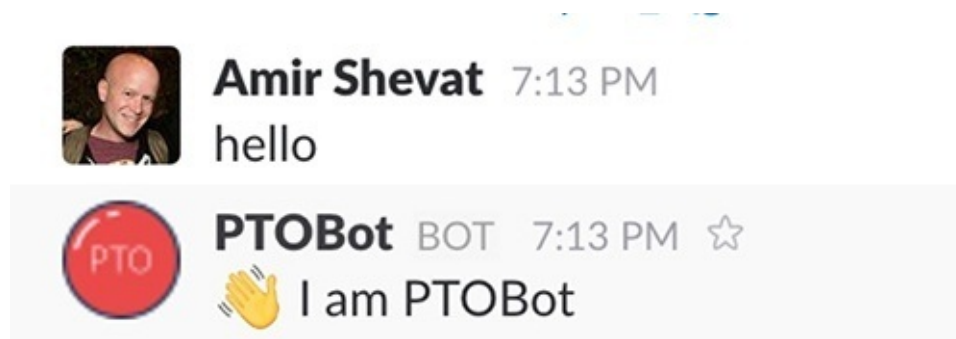 Amir Shevat 7:13 PM
hello
PTOBot BOT 7:13 PM
PTO
👋 I am PTOBot